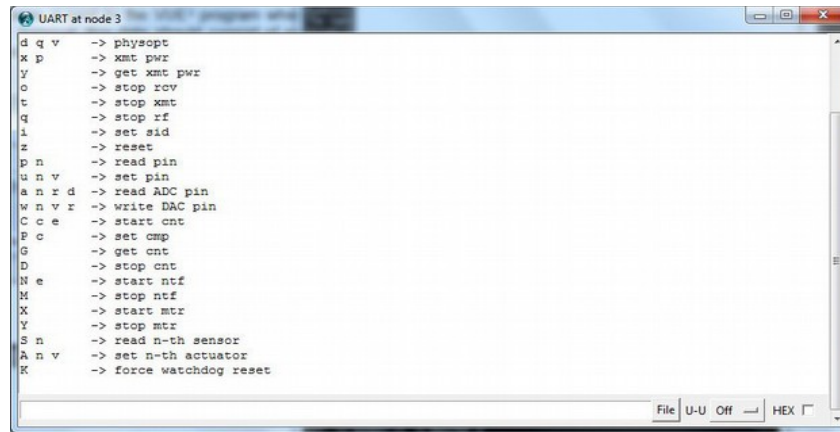 the VUE² program
UART at node 3
d q v -> physopt
x p -> xmt pwr
y -> get xmt pwr
o -> stop rcv
t -> stop xmt
q -> stop rf
i -> set sid
z -> reset
p n -> read pin
u n v -> set pin
a n r d -> read ADC pin
w n v r -> write DAC pin
C c e -> start cnt
P c -> set cmp
G -> get cnt
D -> stop cnt
N e -> start ntf
M -> stop ntf
X -> start mtr
Y -> stop mtr
S n -> read n-th sensor
A n v -> set n-th actuator
K -> force watchdog reset
File U-U Off HEX